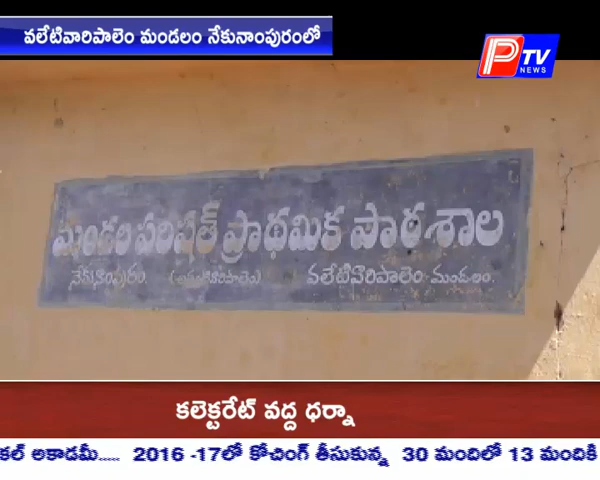 వలేటివారిపాలెం మండలం నేకునాంపురంలో
PTV
NEWS
మండల పరిషత్ ప్రాథమిక పాఠశాల
నేకునాంపురం. వలేటివారిపాలెం మండలం.
కలెక్టరేట్ వద్ద ధర్నా
కల్ అకాడమీ..... 2016 -17లో కోచింగ్ తీసుకున్న 30 మందిలో 13 మందికి